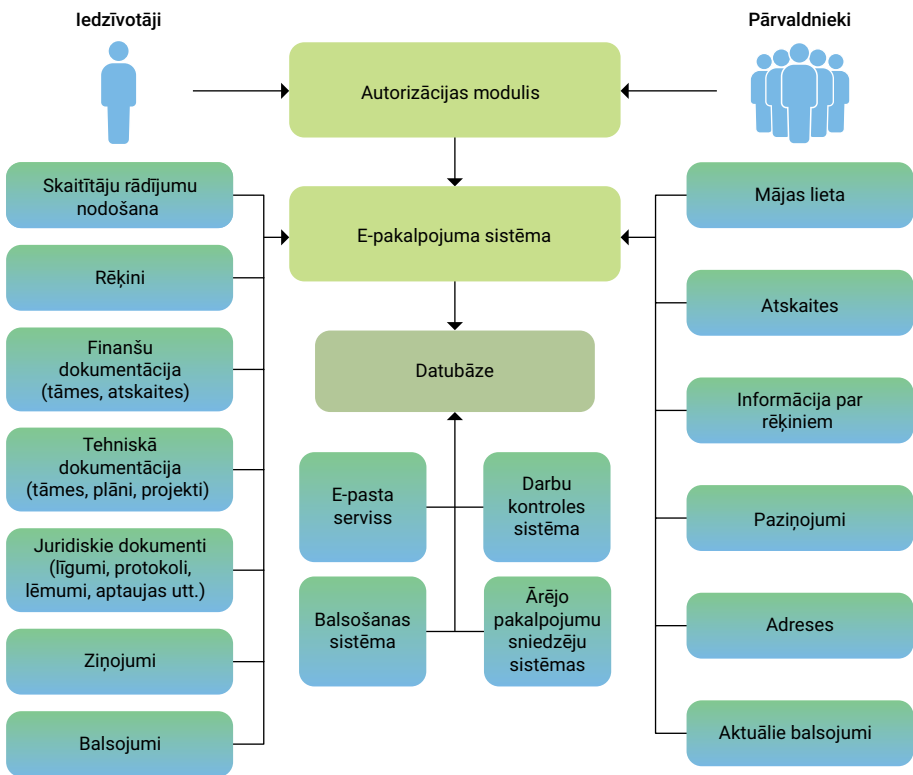 Iedzīvotāji
Pārvaldnieki
Autorizācijas modulis
E-pakalpojuma sistēma
Datubāze
Skaitītāju rādījumu
nodošana
Rēķini
Finanšu
dokumentācija
(tāmes, atskaites)
Tehniskā
dokumentācija
(tāmes, plāni, projekti)
Juridiskie dokumenti
(līgumi, protokoli,
lēmumi, aptaujas utt.)
Ziņojumi
Balsojumi
E-pasta
serviss
Darbu
kontroles
sistēma
Balsošanas
sistēma
Ārējo
pakalpojumu
sniedzēju
sistēmas
Mājas lieta
Atskaites
Informācija par
rēķiniem
Paziņojumi
Adreses
Aktuālie balsojumi